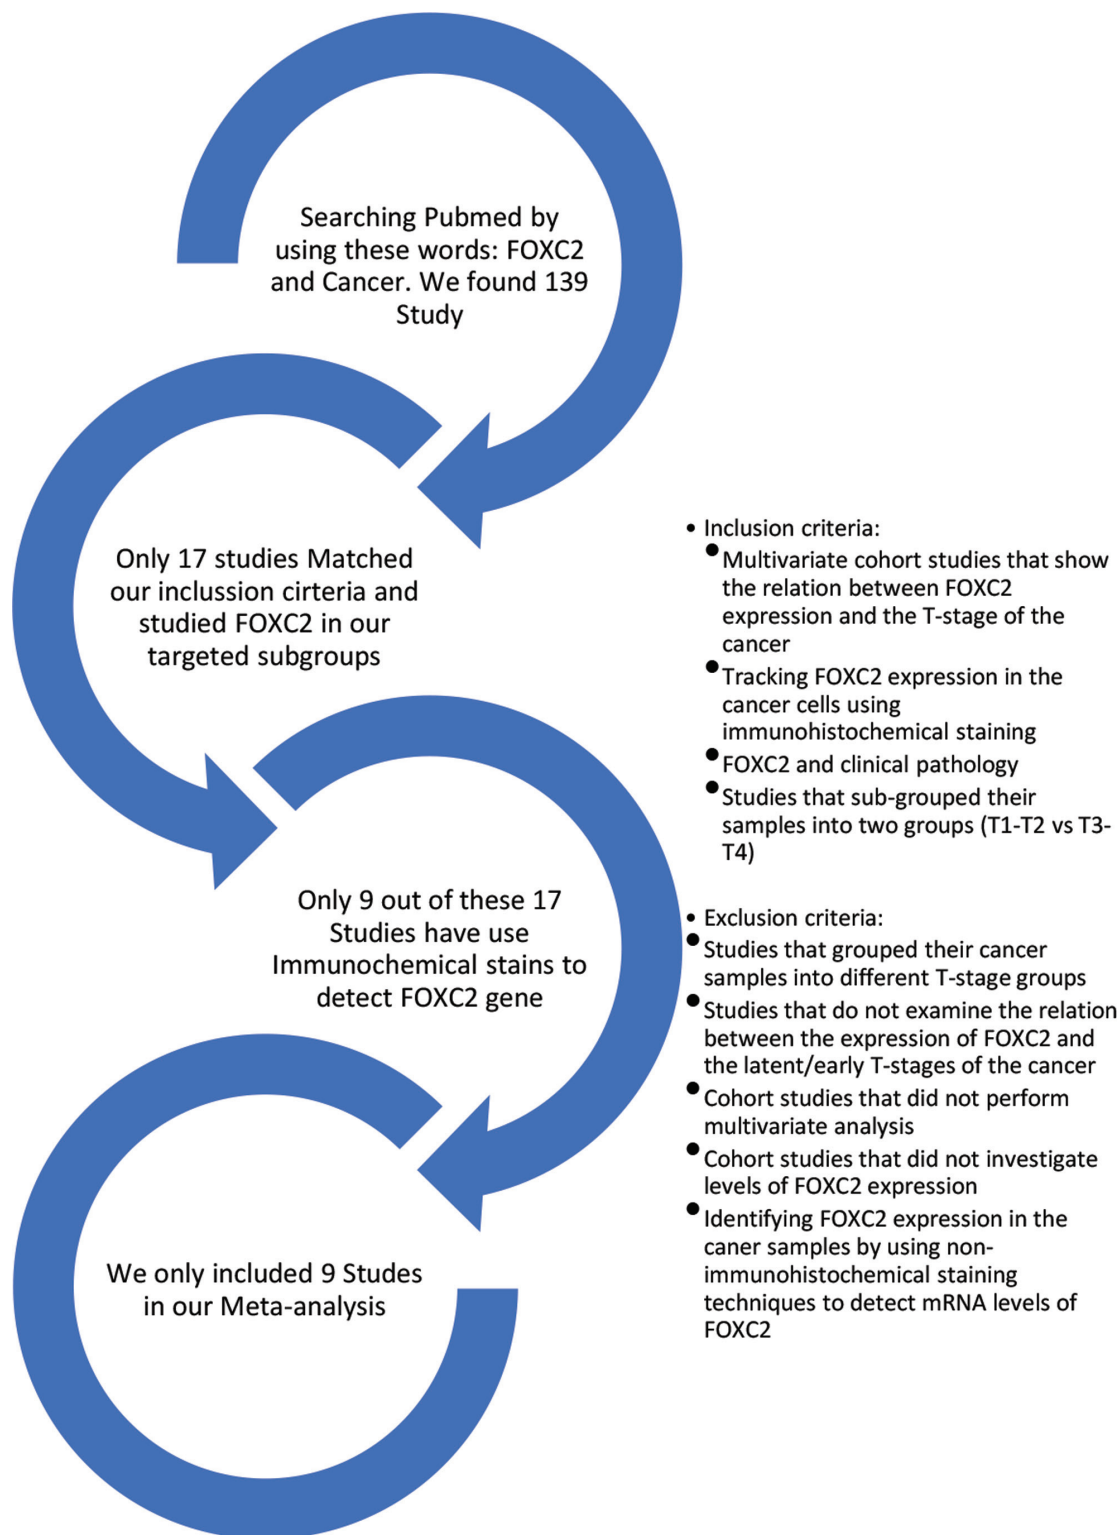 Searching Pubmed by
using these words: FOXC2
and Cancer. We found 139
Study
Only 17 studies Matched
our inclussion cirteria and
studied FOXC2 in our
targeted subgroups
Only 9 out of these 17
Studies have use
Immunochemical stains to
detect FOXC2 gene
We only included 9 Studes
in our Meta-analysis
• Inclusion criteria:
• Multivariate cohort studies that show
the relation between FOXC2
expression and the T-stage of the
cancer
• Tracking FOXC2 expression in the
cancer cells using
immunohistochemical staining
• FOXC2 and clinical pathology
• Studies that sub-grouped their
samples into two groups (T1-T2 vs T3-
T4)
• Exclusion criteria:
• Studies that grouped their cancer
samples into different T-stage groups
• Studies that do not examine the relation
between the expression of FOXC2 and
the latent/early T-stages of the cancer
• Cohort studies that did not perform
multivariate analysis
• Cohort studies that did not investigate
levels of FOXC2 expression
• Identifying FOXC2 expression in the
caner samples by using non-
immunohistochemical staining
techniques to detect mRNA levels of
FOXC2